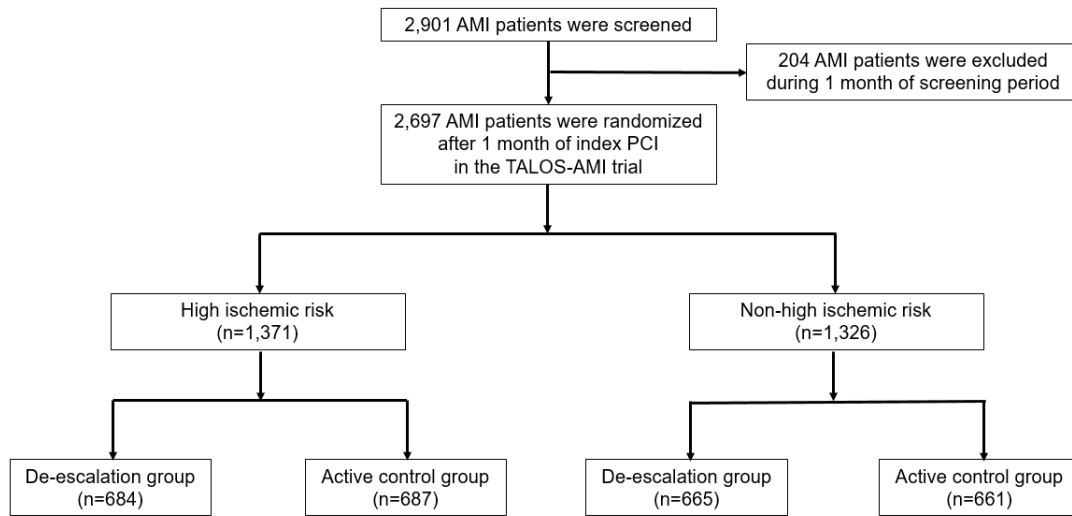 2,901 AMI patients were screened
204 AMI patients were excluded
during 1 month of screening period
2,697 AMI patients were randomized
after 1 month of index PCI
in the TALOS-AMI trial
High ischemic risk
(n=1,371)
Non-high ischemic risk
(n=1,326)
De-escalation group
(n=684)
Active control group
(n=687)
De-escalation group
(n=665)
Active control group
(n=661)